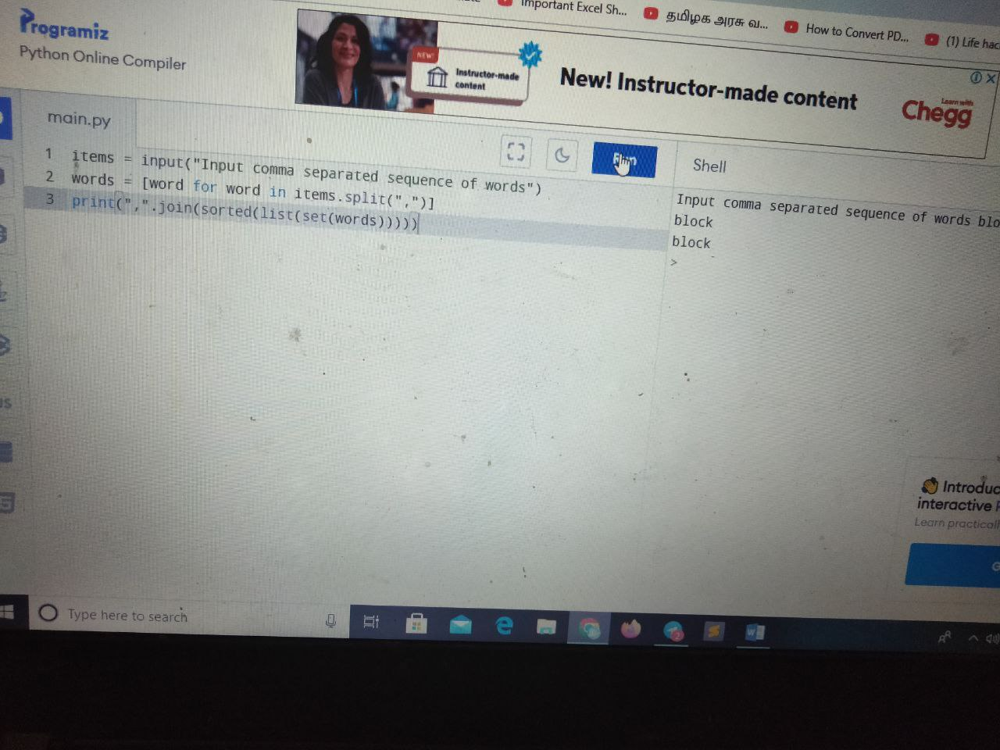 Important Excel Sh...
தமிழக அரசு வ...
How to Convert PD...
(1) Life hac
Programiz
Python Online Compiler
NEW!
Instructor-made
content
New! Instructor-made content
Learn with
Chegg
main.py
Run
Shell
1 items = input("Input comma separated sequence of words")
2 words = [word for word in items.split(",")]
3 print(",".join(sorted(list(set(words)))))
Input comma separated sequence of words blo
block
block
>
Introduc
interactive
Learn practicall
Type here to search